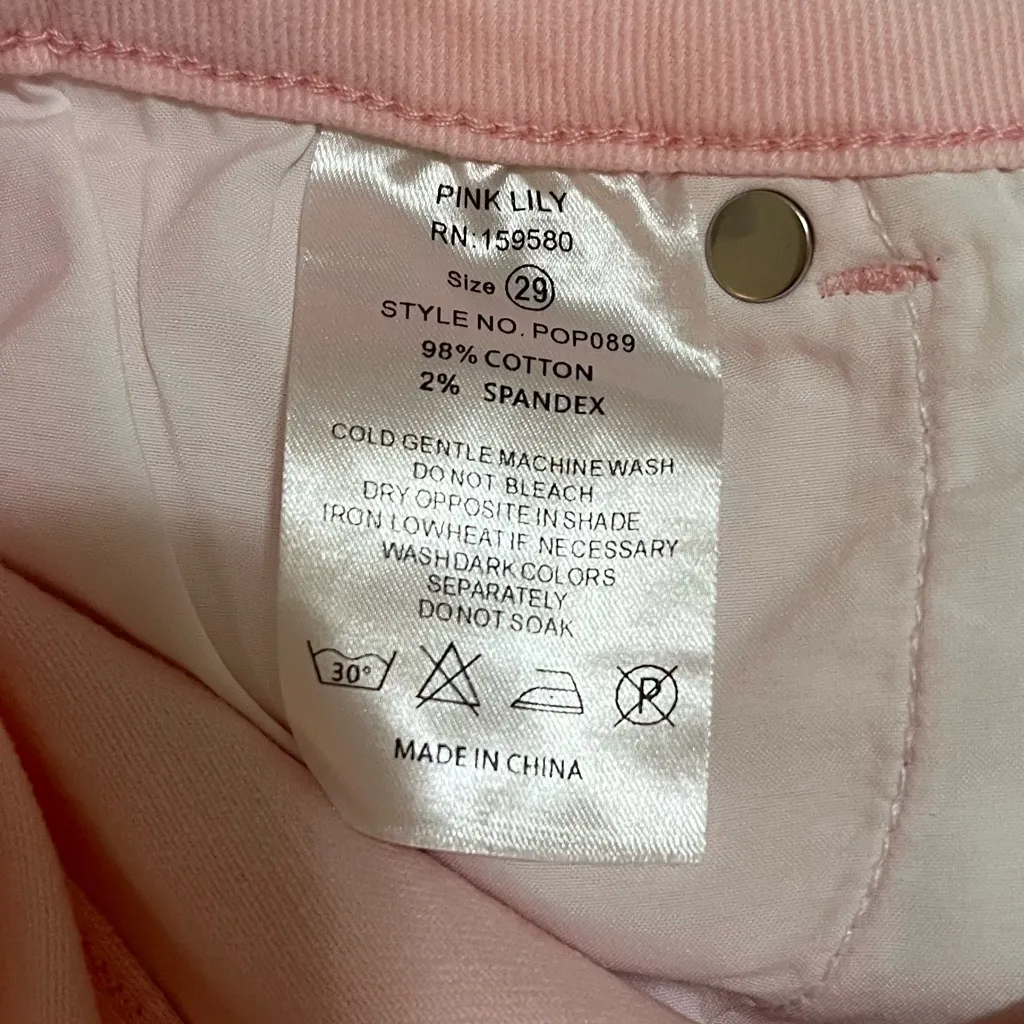 PINK LILY
RN:159580
Size 29
STYLE NO. POP089
98% COTTON
2% SPANDEX
COLD GENTLE MACHINE WASH
DO NOT BLEACH
DRY OPPOSITE IN SHADE
IRON LOWHEAT IF NECESSARY
WASH DARK COLORS
SEPARATELY
DO NOT SOAK
30°
P
MADE IN CHINA